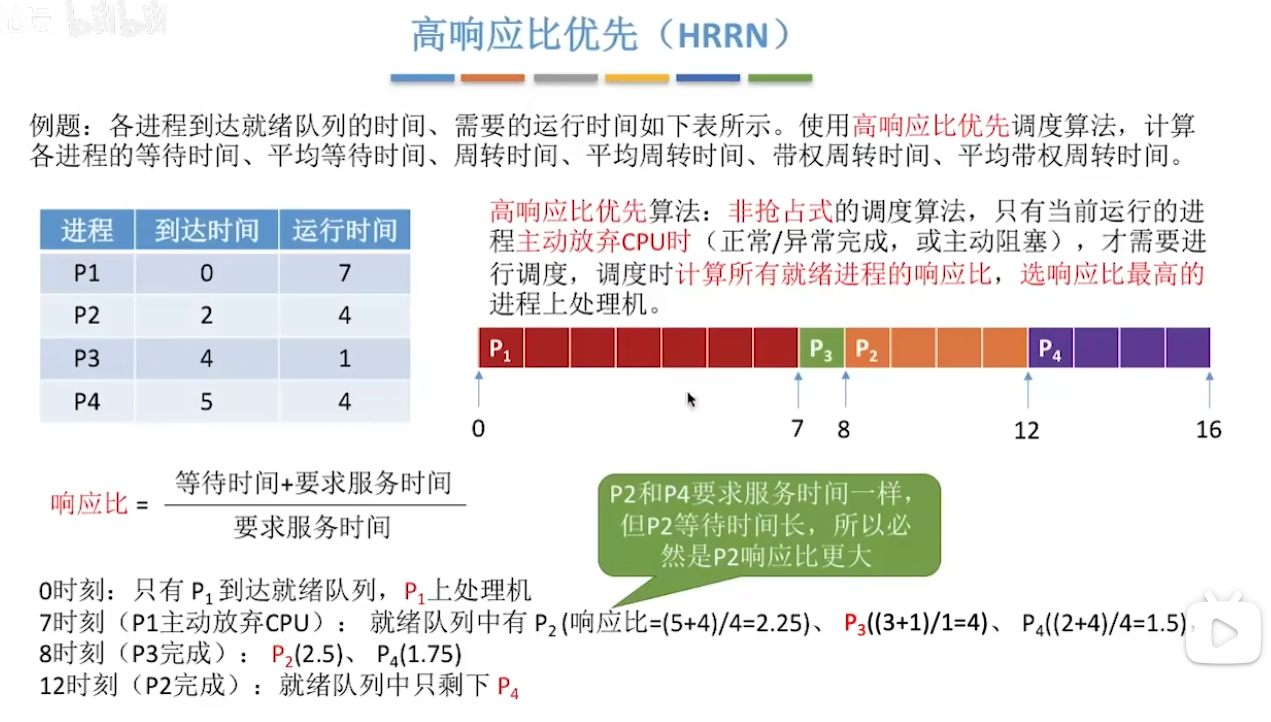 bilibili
高响应比优先（HRRN）
例题：各进程到达就绪队列的时间、需要的运行时间如下表所示。使用高响应比优先调度算法，计算
各进程的等待时间、平均等待时间、周转时间、平均周转时间、带权周转时间、平均带权周转时间。
进程 到达时间 运行时间
P1 0 7
P2 2 4
P3 4 1
P4 5 4
高响应比优先算法：非抢占式的调度算法，只有当前运行的进
程主动放弃CPU时（正常/异常完成，或主动阻塞），才需要进
行调度，调度时计算所有就绪进程的响应比，选响应比最高的
进程上处理机。
P1 P3 P2 P4
0 7 8 12 16
响应比 =
等待时间+要求服务时间
要求服务时间
P2和P4要求服务时间一样，
但P2等待时间长，所以必
然是P2响应比更大
0时刻：只有 P1 到达就绪队列，P1上处理机
7时刻（P1主动放弃CPU）： 就绪队列中有 P2 (响应比=(5+4)/4=2.25)、 P3((3+1)/1=4)、 P4((2+4)/4=1.5)，
8时刻（P3完成）： P2(2.5)、 P4(1.75)
12时刻（P2完成）：就绪队列中只剩下 P4